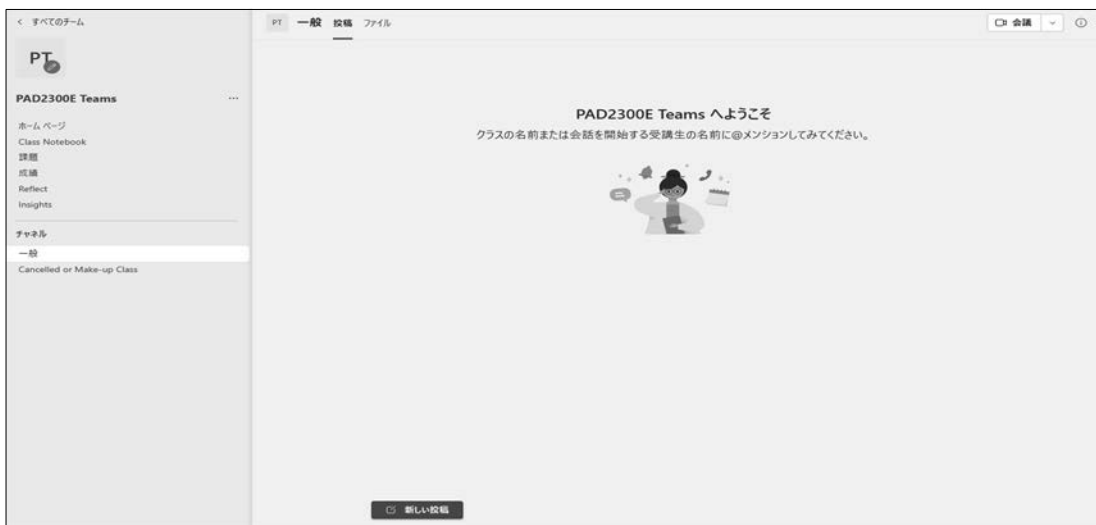 < すべてのチーム
PT
PAD2300E Teams ...
ホーム ページ
Class Notebook
課題
成績
Reflect
Insights
チャネル
一般
Cancelled or Make-up Class
PT 一般 投稿 ファイル
会議
PAD2300E Teams へようこそ
クラスの名前または会話を開始する受講生の名前に@メンションしてみてください。
新しい投稿